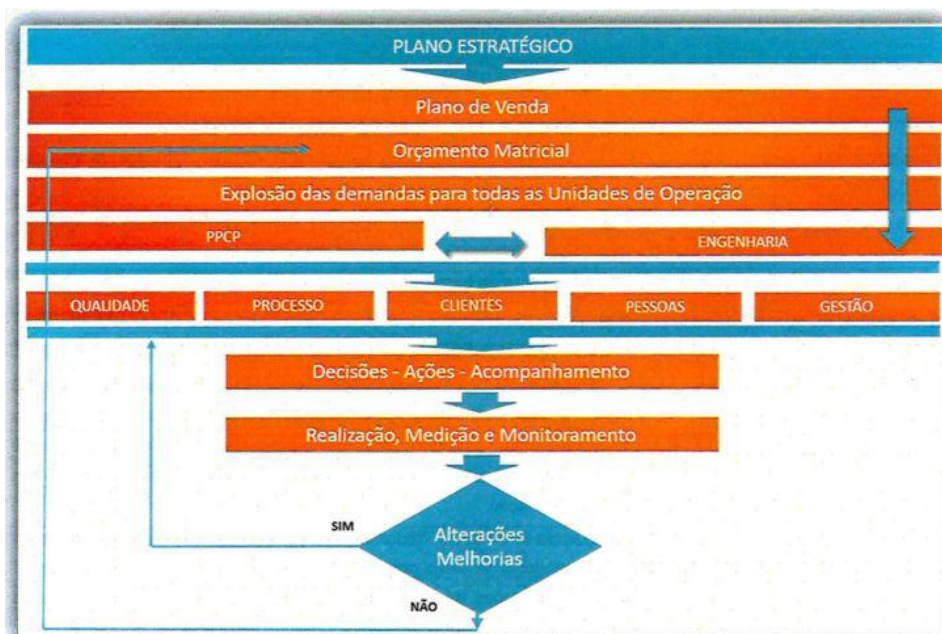 PLANO ESTRATÉGICO
Plano de Venda
Orçamento Matricial
Explosão das demandas para todas as Unidades de Operação
PPCP
ENGENHARIA
QUALIDADE
PROCESSO
CLIENTES
PESSOAS
GESTÃO
Decisões - Ações - Acompanhamento
Realização, Medição e Monitoramento
SIM
Alterações
Melhorias
NÃO